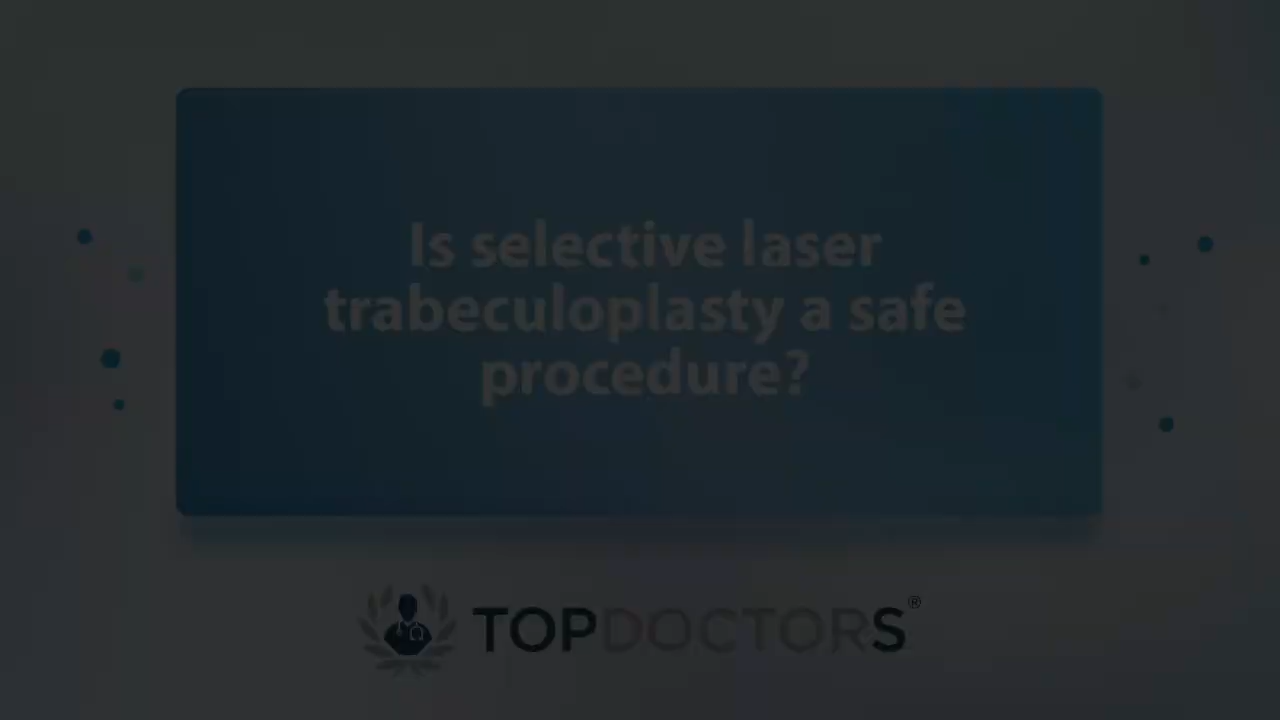 Is selective laser
trabeculoplasty a safe
procedure?
TOPDOCTORS®